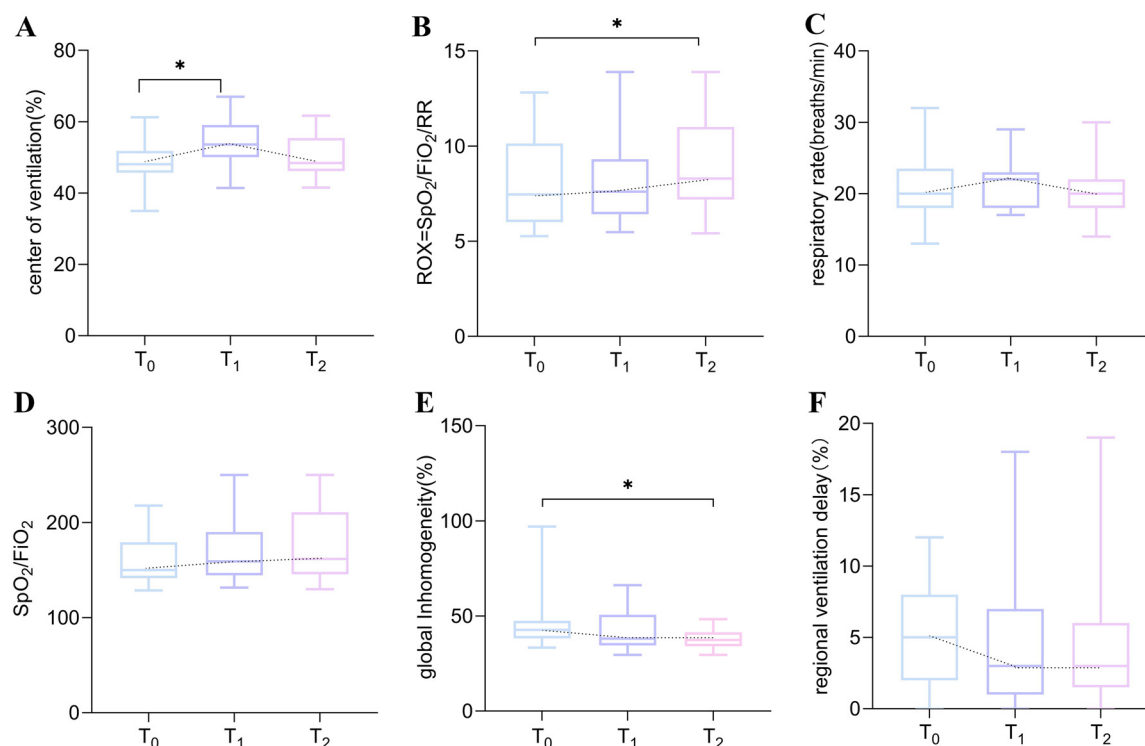 A
center of ventilation(%)
80
60
40
20
0
*
T₀
T₁
T₂
B
ROX=SpO₂/FiO₂/RR
15
10
5
0
*
T₀
T₁
T₂
C
respiratory rate(breaths/min)
40
30
20
10
0
T₀
T₁
T₂
D
SpO₂/FiO₂
300
200
100
0
T₀
T₁
T₂
E
global Inhomogeneity(%)
150
100
50
0
*
T₀
T₁
T₂
F
regional ventilation delay(%)
20
15
10
5
0
T₀
T₁
T₂